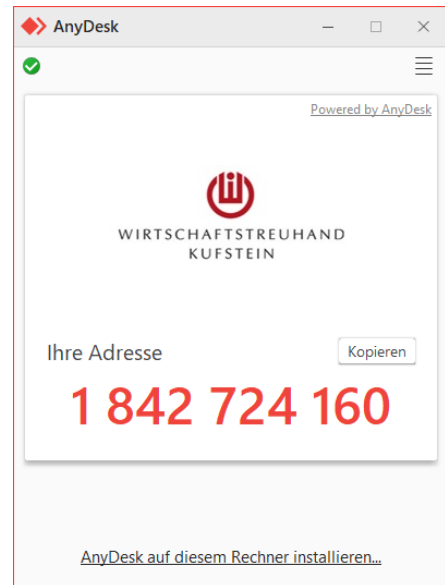 AnyDesk
Powered by AnyDesk
WIRTSCHAFTSTREUHAND
KUFSTEIN
Ihre Adresse
Kopieren
1 842 724 160
AnyDesk auf diesem Rechner installieren...